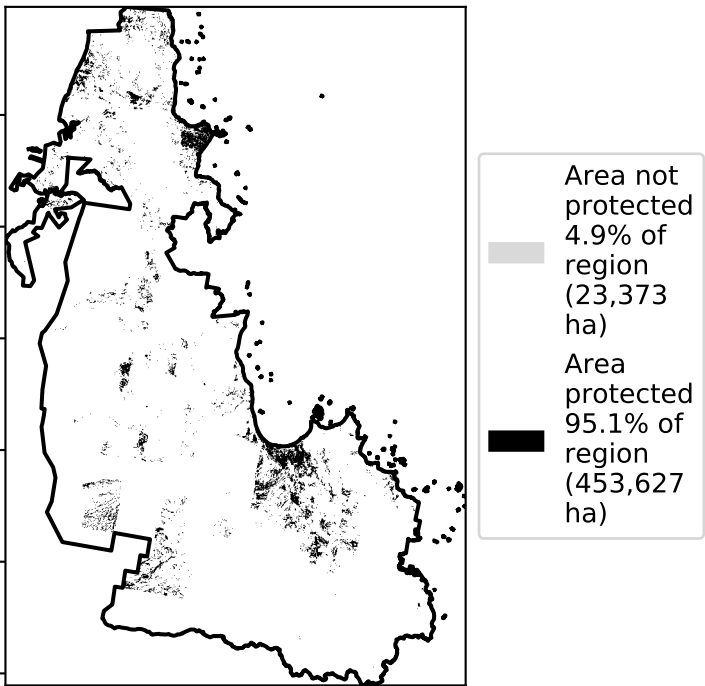 Area not
protected
4.9% of
region
(23,373
ha)
Area
protected
95.1% of
region
(453,627
ha)